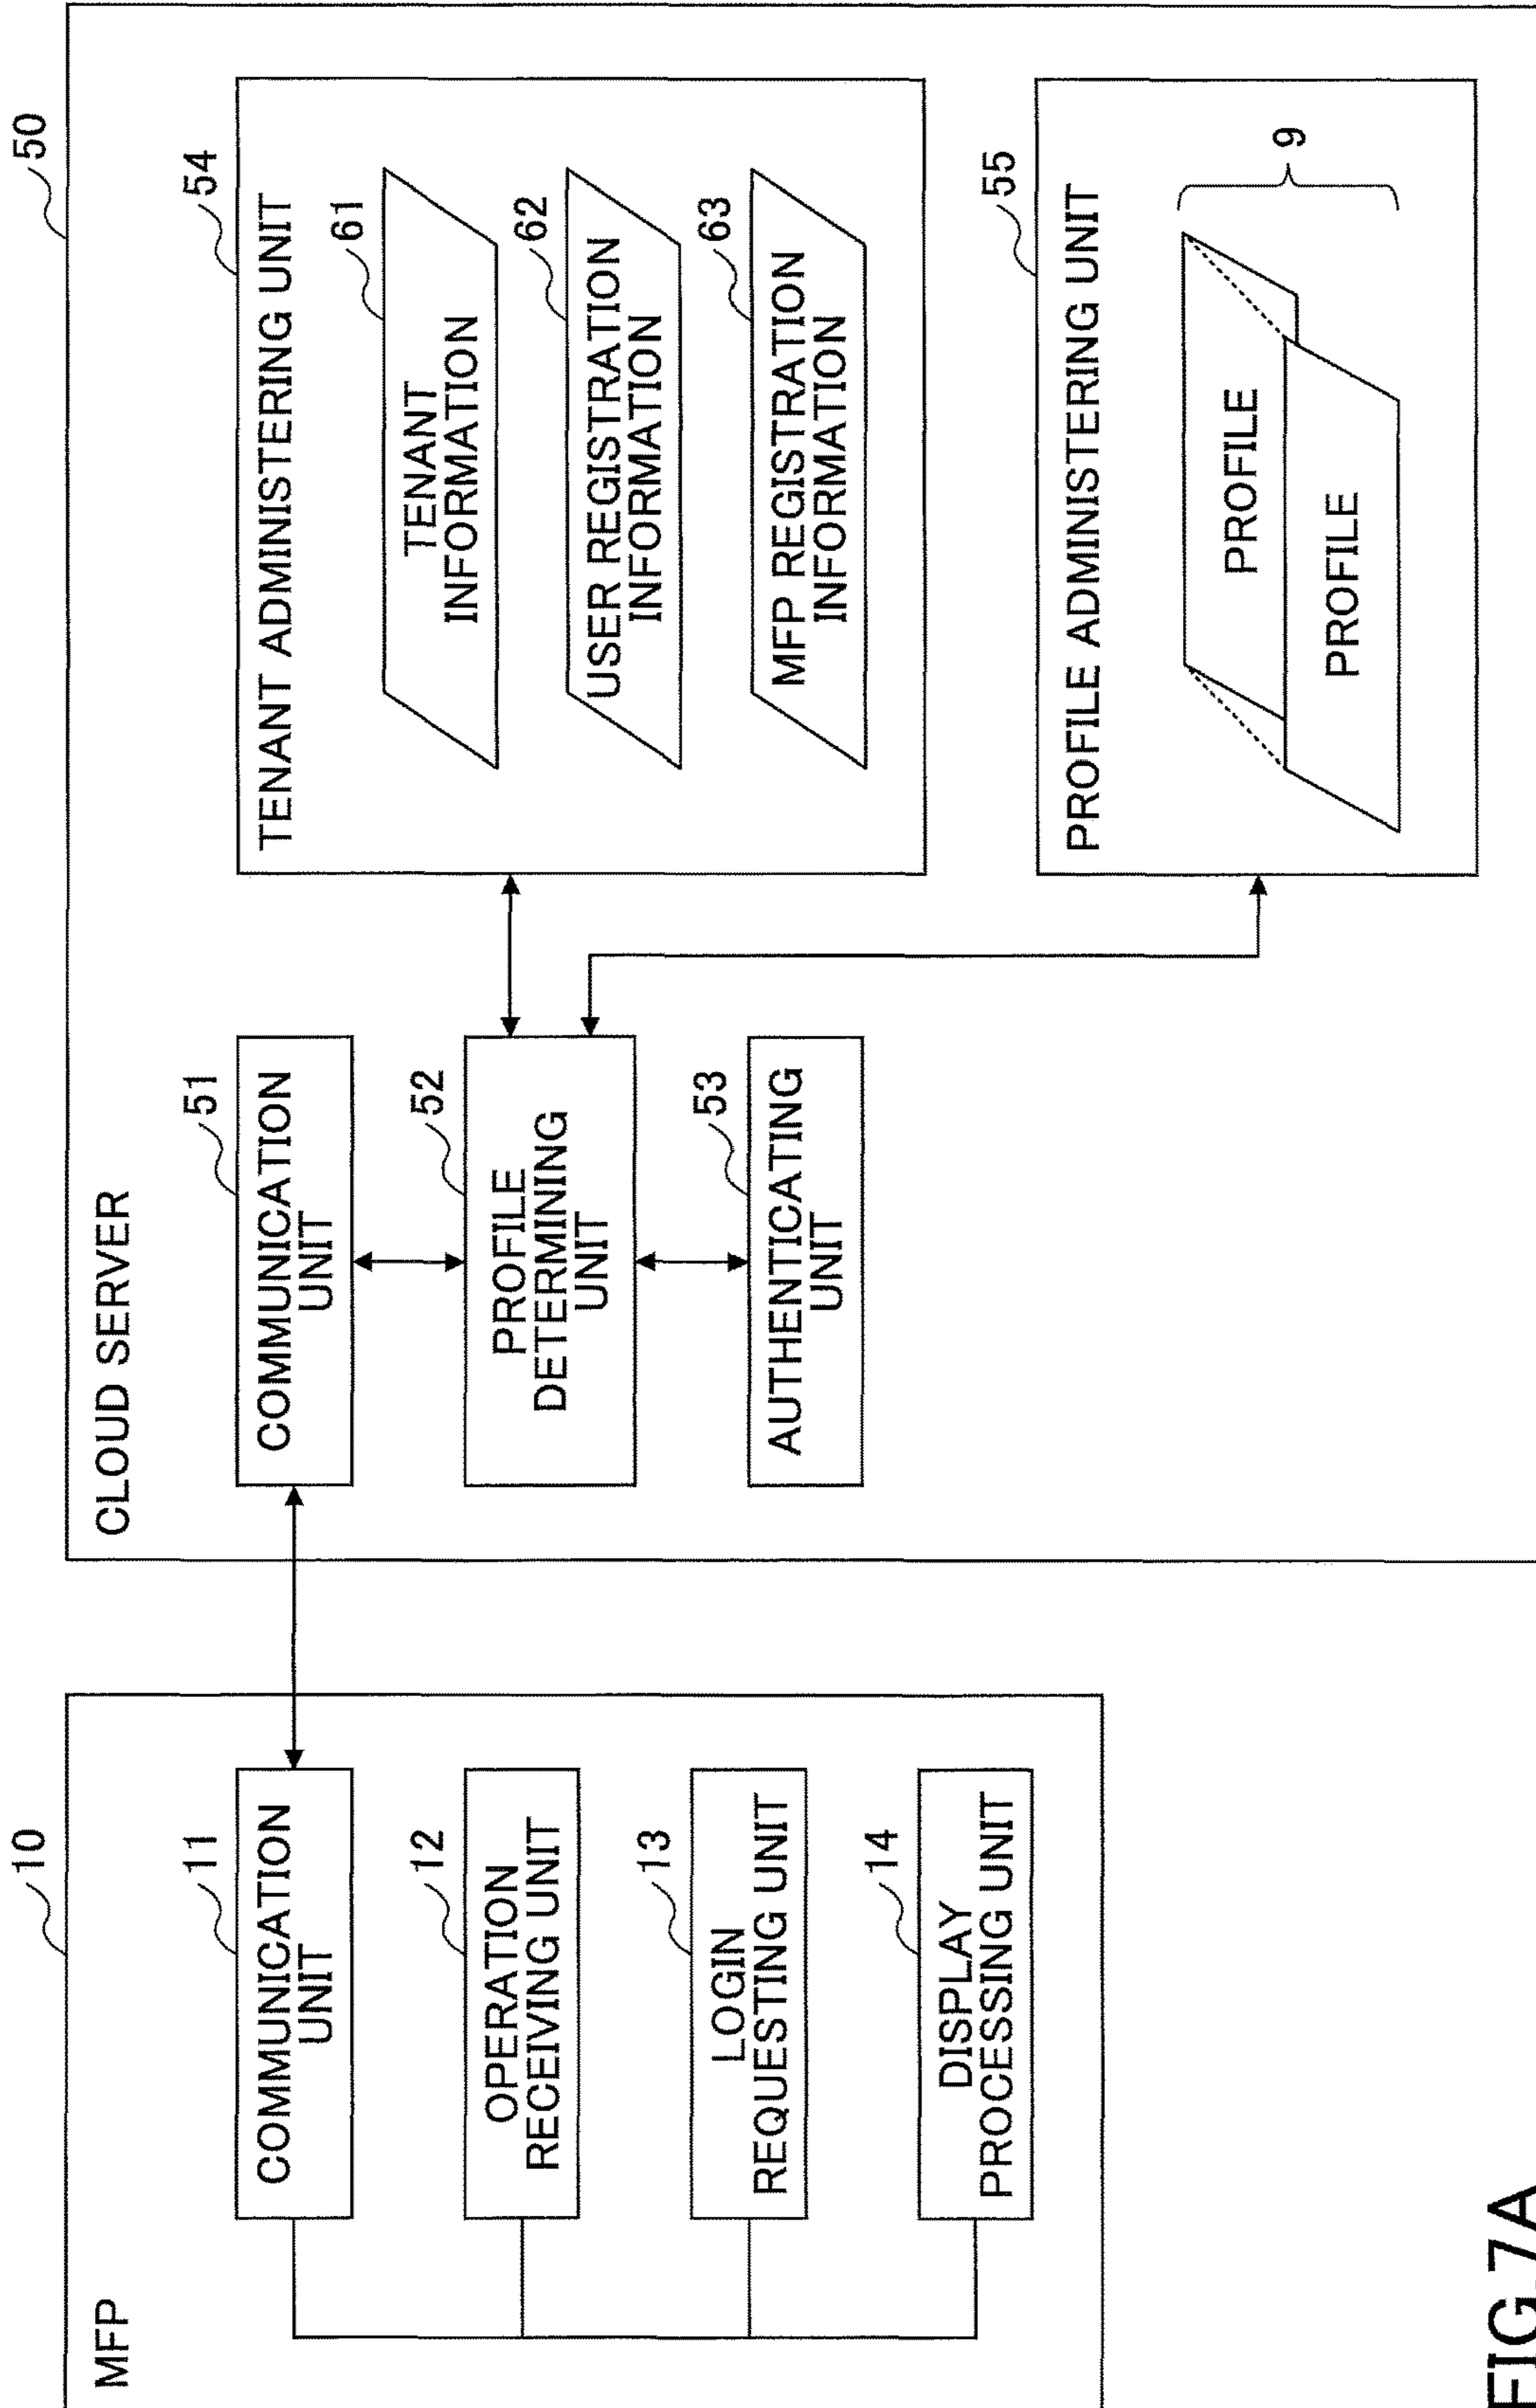 MFP
10
COMMUNICATION
UNIT
11
OPERATION
RECEIVING UNIT
12
LOGIN
REQUESTING UNIT
13
DISPLAY
PROCESSING UNIT
14
CLOUD SERVER
50
COMMUNICATION
UNIT
51
PROFILE
DETERMINING
UNIT
52
AUTHENTICATING
UNIT
53
TENANT ADMINISTERING UNIT
54
TENANT
INFORMATION
61
USER REGISTRATION
INFORMATION
62
MFP REGISTRATION
INFORMATION
63
PROFILE ADMINISTERING UNIT
55
PROFILE
PROFILE
9
FIG.7A